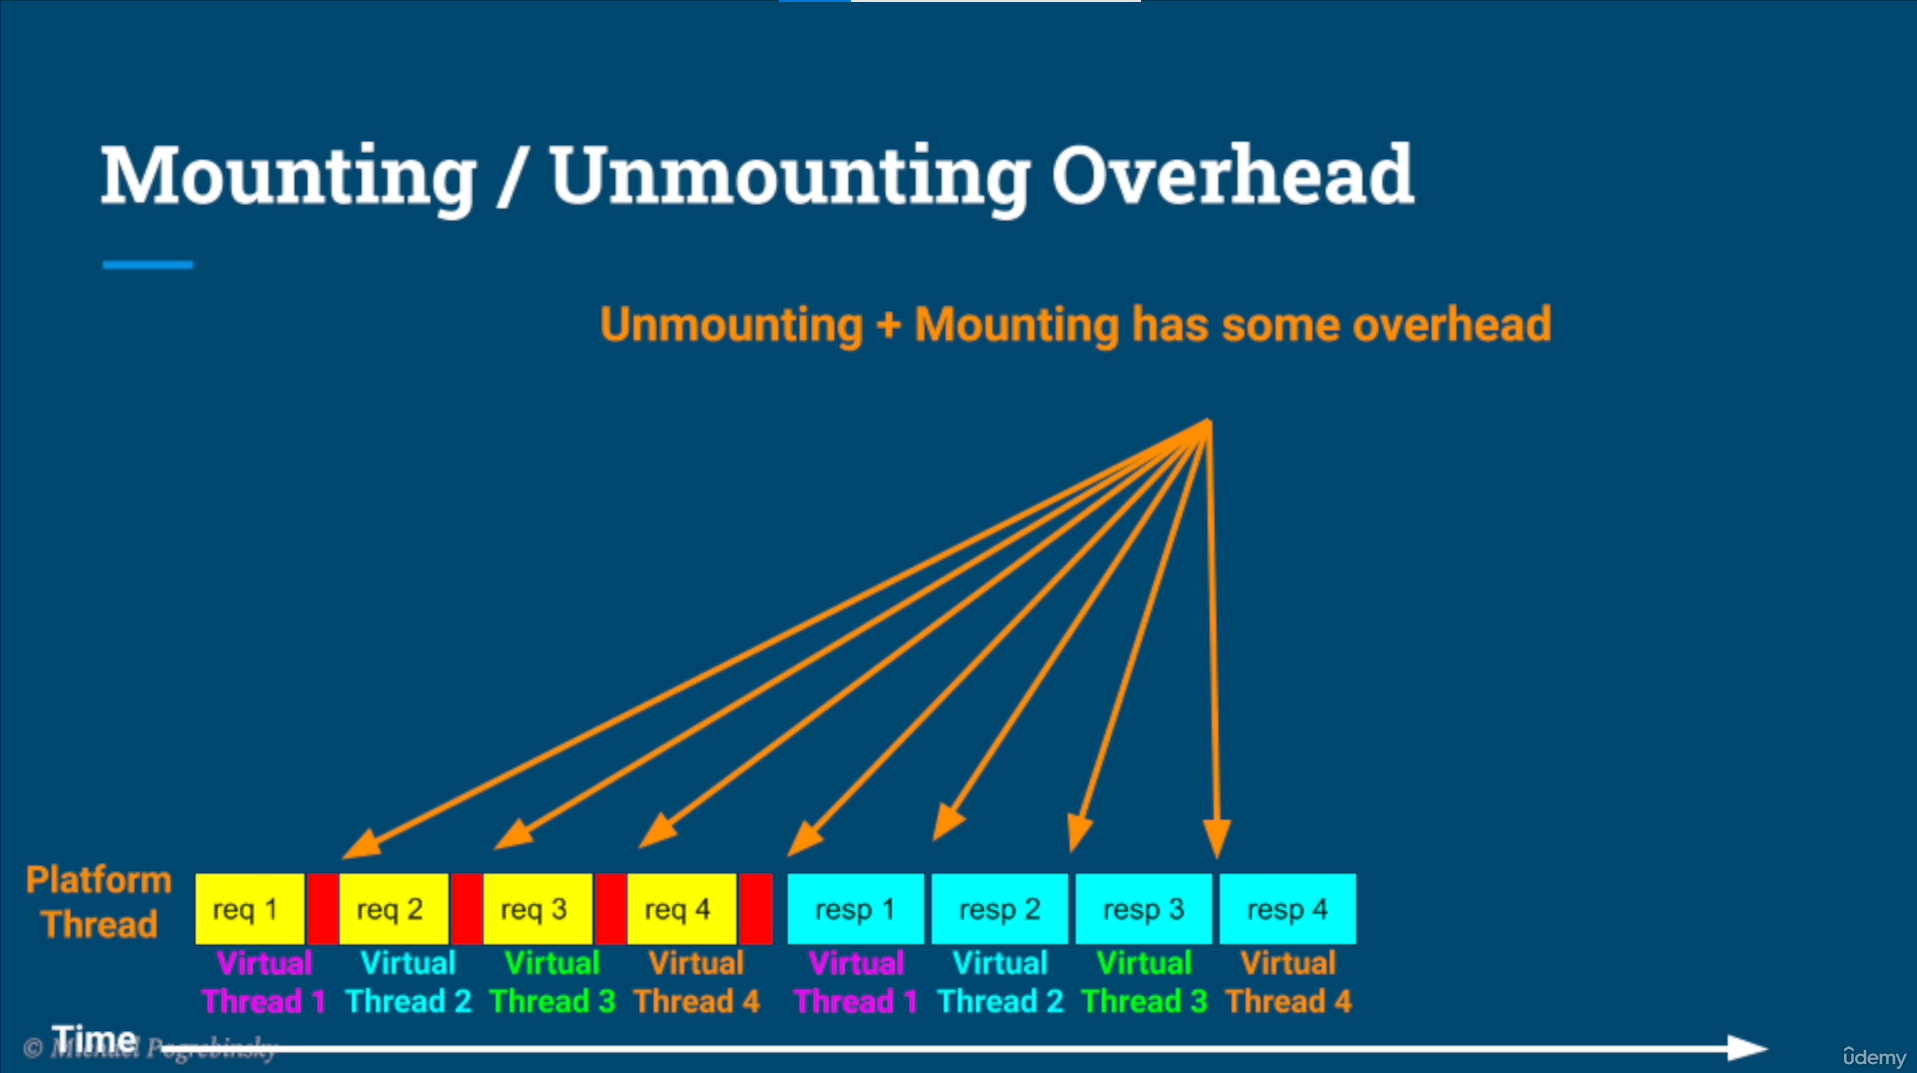 Mounting / Unmounting Overhead
Unmounting + Mounting has some overhead
Platform
Thread
req 1
req 2
req 3
req 4
resp 1
resp 2
resp 3
resp 4
Virtual
Thread 1
Virtual
Thread 2
Virtual
Thread 3
Virtual
Thread 4
Virtual
Thread 1
Virtual
Thread 2
Virtual
Thread 3
Virtual
Thread 4
Time
© Michael Pogrebinsky
ûdemy